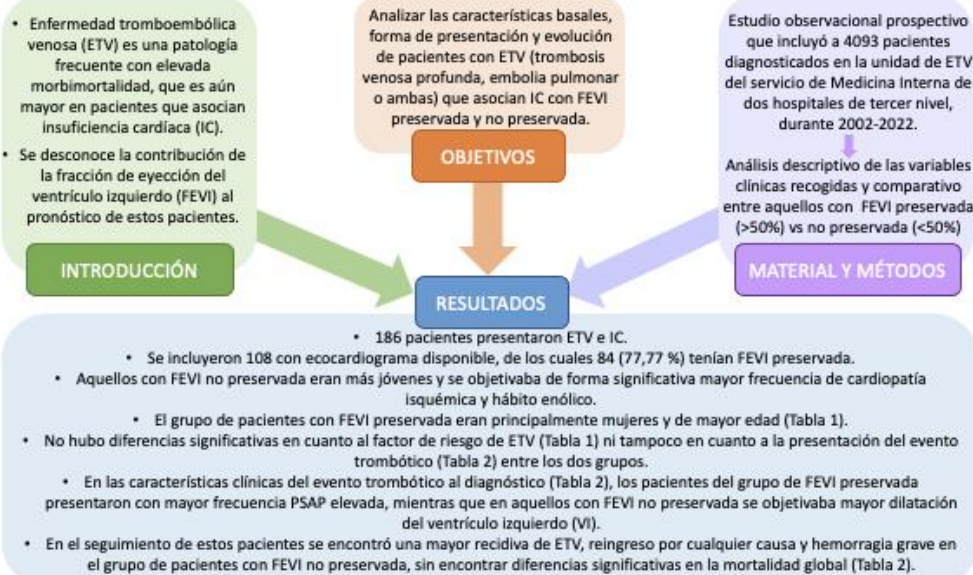 • Enfermedad tromboembólica
venosa (ETV) es una patología
frecuente con elevada
morbimortalidad, que es aún
mayor en pacientes que asocian
insuficiencia cardíaca (IC).
• Se desconoce la contribución de
la fracción de eyección del
ventrículo izquierdo (FEVI) al
pronóstico de estos pacientes.
INTRODUCCIÓN
Analizar las características basales,
forma de presentación y evolución
de pacientes con ETV (trombosis
venosa profunda, embolia pulmonar
o ambas) que asocian IC con FEVI
preservada y no preservada.
OBJETIVOS
Estudio observacional prospectivo
que incluyó a 4093 pacientes
diagnosticados en la unidad de ETV
del servicio de Medicina Interna de
dos hospitales de tercer nivel,
durante 2002-2022.
Análisis descriptivo de las variables
clínicas recogidas y comparativo
entre aquellos con FEVI preservada
(>50%) vs no preservada (<50%)
MATERIAL Y MÉTODOS
RESULTADOS
• 186 pacientes presentaron ETV e IC.
• Se incluyeron 108 con ecocardiograma disponible, de los cuales 84 (77,77 %) tenían FEVI preservada.
• Aquellos con FEVI no preservada eran más jóvenes y se objetivaba de forma significativa mayor frecuencia de cardiopatía
isquémica y hábito enólico.
• El grupo de pacientes con FEVI preservada eran principalmente mujeres y de mayor edad (Tabla 1).
• No hubo diferencias significativas en cuanto al factor de riesgo de ETV (Tabla 1) ni tampoco en cuanto a la presentación del evento
trombótico (Tabla 2) entre los dos grupos.
• En las características clínicas del evento trombótico al diagnóstico (Tabla 2), los pacientes del grupo de FEVI preservada
presentaron con mayor frecuencia PSAP elevada, mientras que en aquellos con FEVI no preservada se objetivaba mayor dilatación
del ventrículo izquierdo (VI).
• En el seguimiento de estos pacientes se encontró una mayor recidiva de ETV, reingreso por cualquier causa y hemorragia grave en
el grupo de pacientes con FEVI no preservada, sin encontrar diferencias significativas en la mortalidad global (Tabla 2).